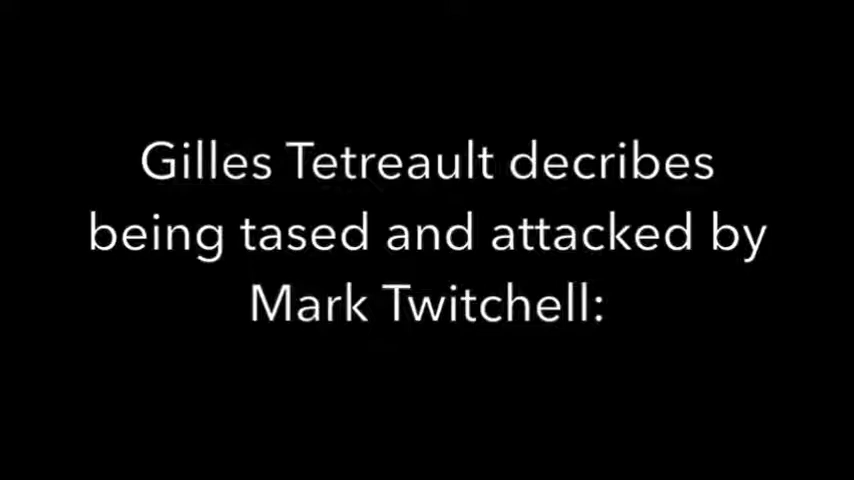 Gilles Tetreault decribes
being tased and attacked by
Mark Twitchell: